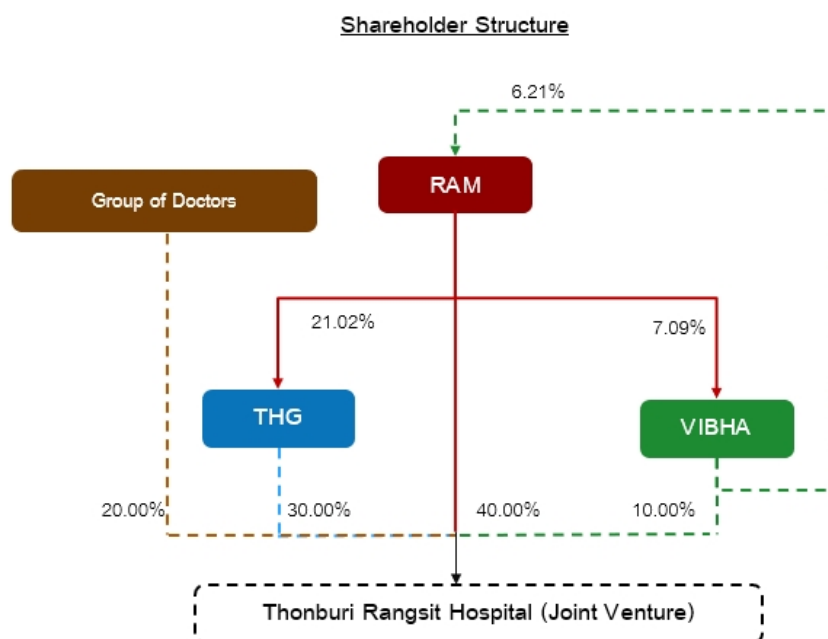 Shareholder Structure
6.21%
RAM
Group of Doctors
21.02%
7.09%
THG
VIBHA
20.00%
30.00%
40.00%
10.00%
Thonburi Rangsit Hospital (Joint Venture)